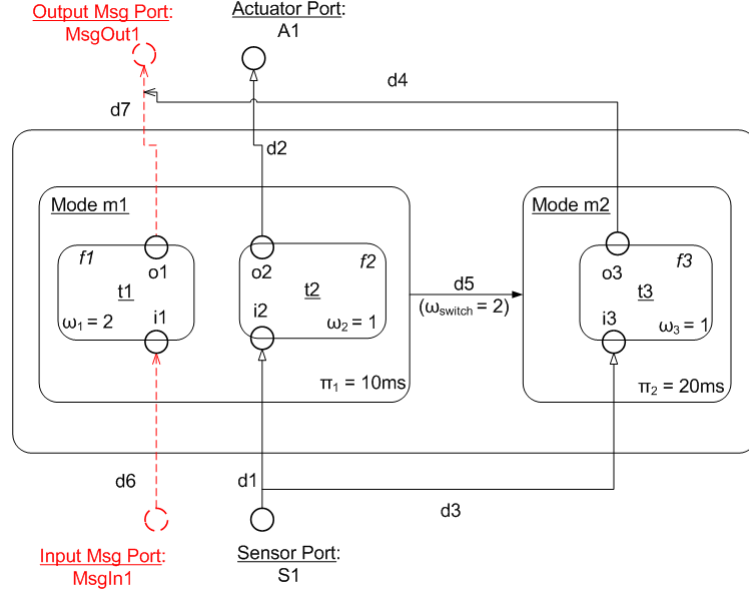 Output Msg Port:
MsgOut1
Actuator Port:
A1
d4
d7
d2
Mode m1
Mode m2
f1
o1
t1
ω1 = 2
i1
o2
f2
t2
i2
ω2 = 1
d5
(ωswitch = 2)
o3
f3
t3
i3
ω3 = 1
π1 = 10ms
π2 = 20ms
d6
d1
d3
Input Msg Port:
MsgIn1
Sensor Port:
S1